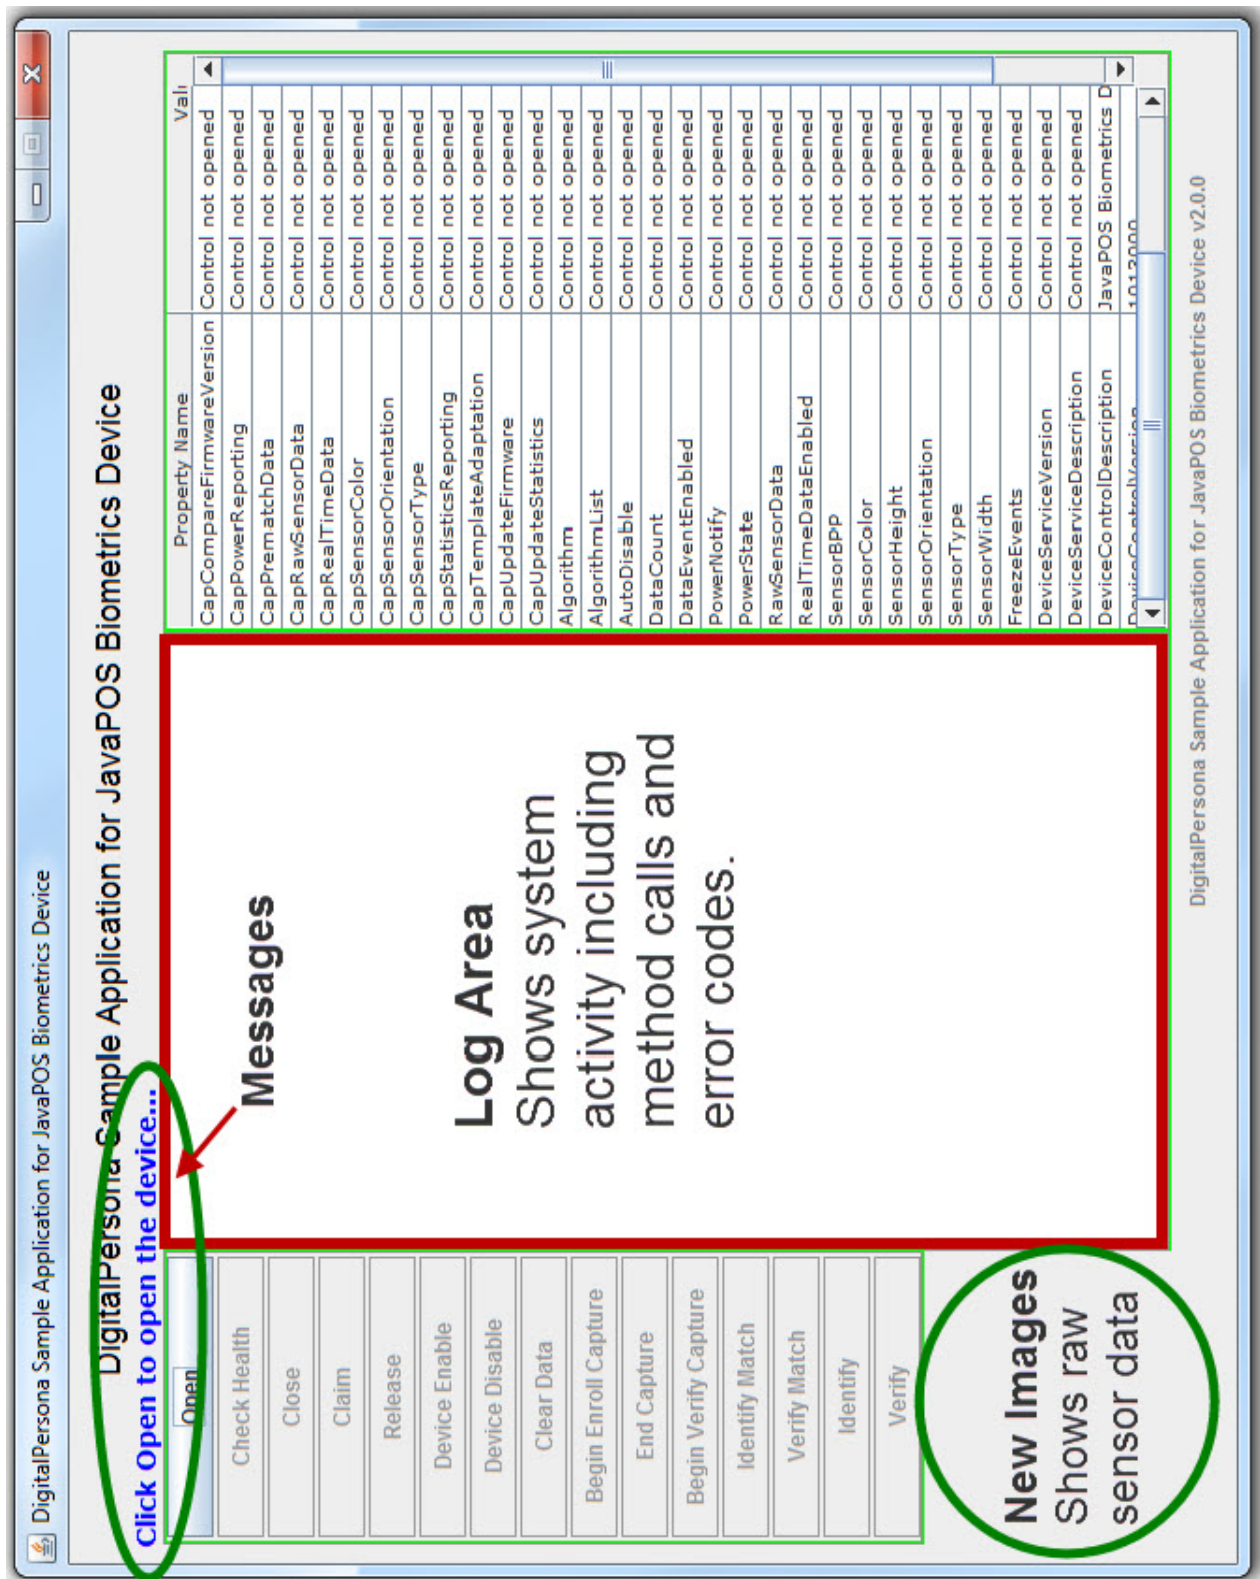 DigitalPersona Sample Application for JavaPOS Biometrics Device
DigitalPersona Sample Application for JavaPOS Biometrics Device
Click Open to open the device...
Open
Check Health
Close
Claim
Release
Device Enable
Device Disable
Clear Data
Begin Enroll Capture
End Capture
Begin Verify Capture
Identify Match
Verify Match
Identify
Verify
New Images
Shows raw
sensor data
Messages
Log Area
Shows system
activity including
method calls and
error codes.
Property Name Val
CapCompareFirmwareVersion Control not opened
CapPowerReporting Control not opened
CapPrematchData Control not opened
CapRawSensorData Control not opened
CapRealTimeData Control not opened
CapSensorColor Control not opened
CapSensorOrientation Control not opened
CapSensorType Control not opened
CapStatisticsReporting Control not opened
CapTemplateAdaptation Control not opened
CapUpdateFirmware Control not opened
CapUpdateStatistics Control not opened
Algorithm Control not opened
AlgorithmList Control not opened
AutoDisable Control not opened
DataCount Control not opened
DataEventEnabled Control not opened
PowerNotify Control not opened
PowerState Control not opened
RawSensorData Control not opened
RealTimeDataEnabled Control not opened
SensorBPP Control not opened
SensorColor Control not opened
SensorHeight Control not opened
SensorOrientation Control not opened
SensorType Control not opened
SensorWidth Control not opened
FreezeEvents Control not opened
DeviceServiceVersion Control not opened
DeviceServiceDescription Control not opened
DeviceControlDescription JavaPOS Biometrics D
DeviceControlVersion 1013000
DigitalPersona Sample Application for JavaPOS Biometrics Device v2.0.0